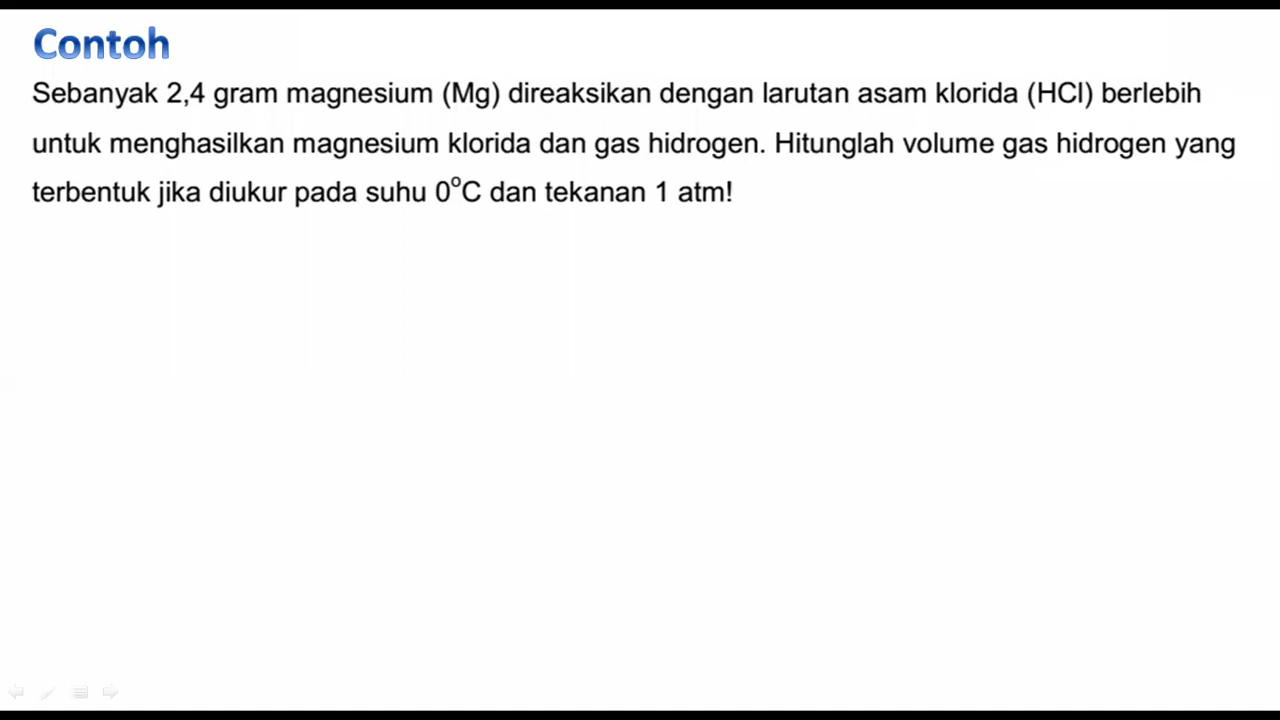 Contoh
Sebanyak 2,4 gram magnesium (Mg) direaksikan dengan larutan asam klorida (HCl) berlebih
untuk menghasilkan magnesium klorida dan gas hidrogen. Hitunglah volume gas hidrogen yang
terbentuk jika diukur pada suhu 0°C dan tekanan 1 atm!